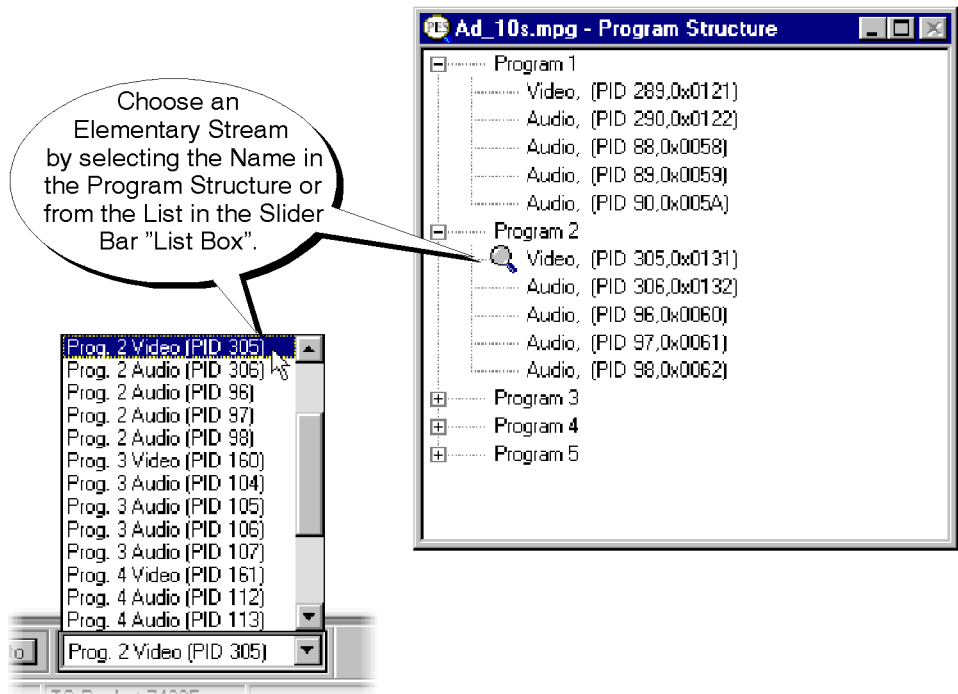 Ad_10s.mpg - Program Structure
Program 1
Video, (PID 289,0x0121)
Audio, (PID 290,0x0122)
Audio, (PID 88,0x0058)
Audio, (PID 89,0x0059)
Audio, (PID 90,0x005A)
Program 2
Video, (PID 305,0x0131)
Audio, (PID 306,0x0132)
Audio, (PID 96,0x0060)
Audio, (PID 97,0x0061)
Audio, (PID 98,0x0062)
Program 3
Program 4
Program 5
Choose an
Elementary Stream
by selecting the Name in
the Program Structure or
from the List in the Slider
Bar ”List Box”.
Prog. 2 Video (PID 305)
Prog. 2 Audio (PID 306)
Prog. 2 Audio (PID 96)
Prog. 2 Audio (PID 97)
Prog. 2 Audio (PID 98)
Prog. 3 Video (PID 160)
Prog. 3 Audio (PID 104)
Prog. 3 Audio (PID 105)
Prog. 3 Audio (PID 106)
Prog. 3 Audio (PID 107)
Prog. 4 Video (PID 161)
Prog. 4 Audio (PID 112)
Prog. 4 Audio (PID 113)
Prog. 2 Video (PID 305)